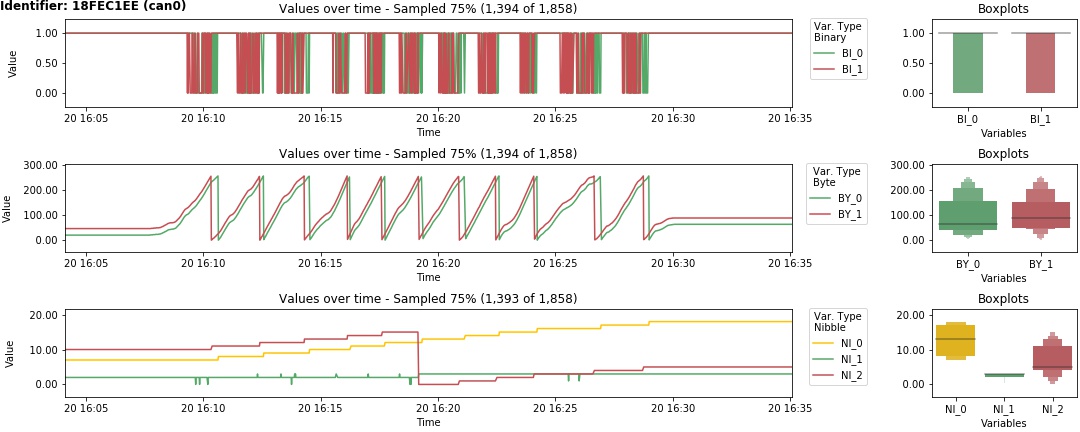 Identifier: 18FEC1EE (can0)
Values over time - Sampled 75% (1,394 of 1,858)
Boxplots
Value
1.00
0.50
0.00
20 16:05
20 16:10
20 16:15
20 16:20
20 16:25
20 16:30
20 16:35
Time
Var. Type
Binary
BI_0
BI_1
1.00
0.50
0.00
BI_0
BI_1
Variables
Values over time - Sampled 75% (1,394 of 1,858)
Boxplots
Value
300.00
200.00
100.00
0.00
20 16:05
20 16:10
20 16:15
20 16:20
20 16:25
20 16:30
20 16:35
Time
Var. Type
Byte
BY_0
BY_1
300.00
200.00
100.00
0.00
BY_0
BY_1
Variables
Values over time - Sampled 75% (1,393 of 1,858)
Boxplots
Value
20.00
10.00
0.00
20 16:05
20 16:10
20 16:15
20 16:20
20 16:25
20 16:30
20 16:35
Time
Var. Type
Nibble
NI_0
NI_1
NI_2
20.00
10.00
0.00
NI_0
NI_1
NI_2
Variables